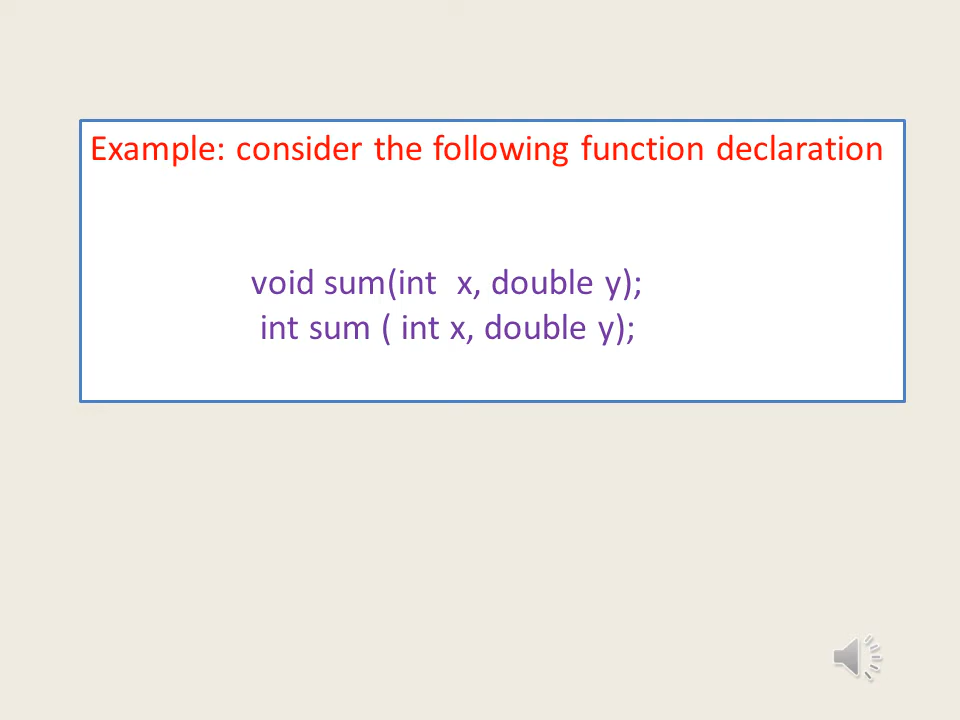 Example: consider the following function declaration
void sum(int  x, double y);
int sum ( int x, double y);